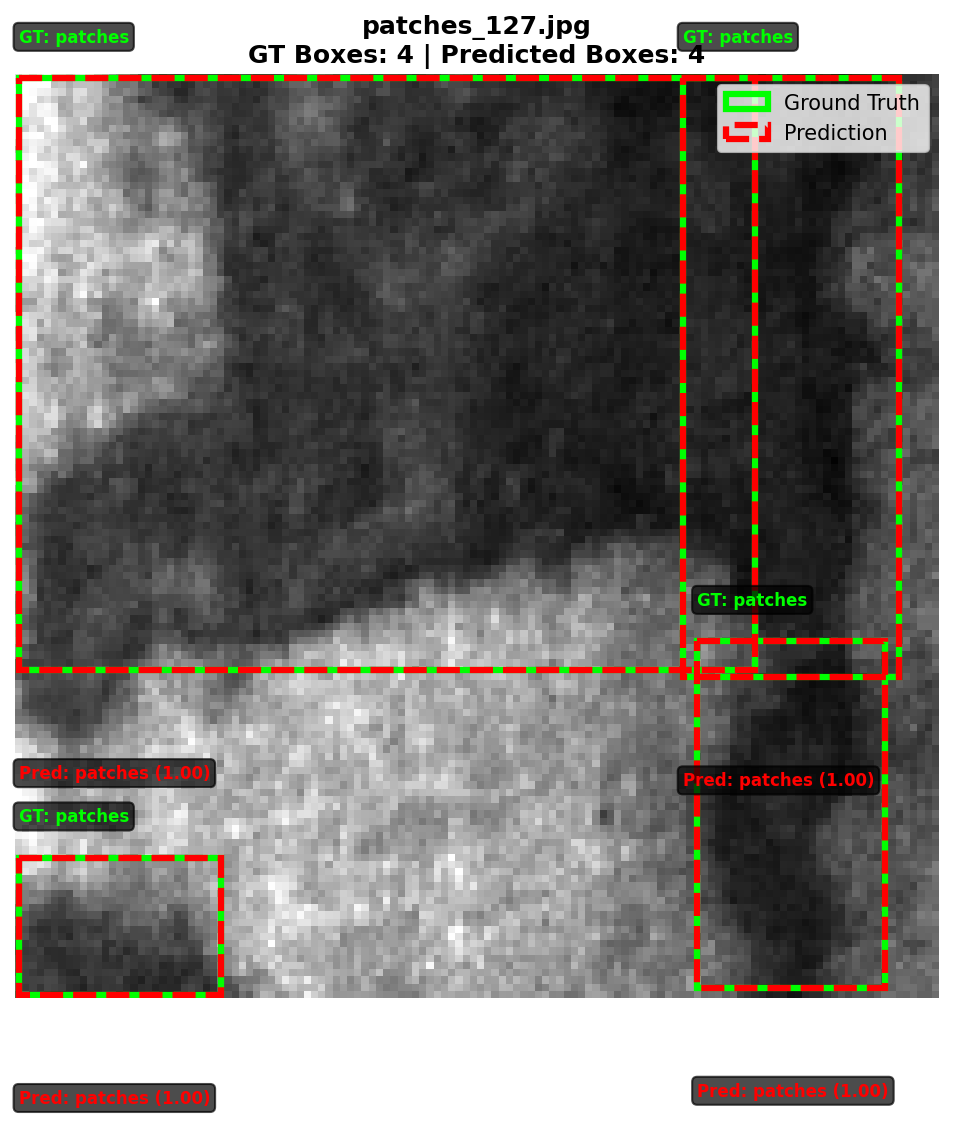 patches_127.jpg
GT Boxes: 4 | Predicted Boxes: 4
GT: patches
GT: patches
Ground Truth
Prediction
GT: patches
Pred: patches (1.00)
Pred: patches (1.00)
GT: patches
Pred: patches (1.00)
Pred: patches (1.00)